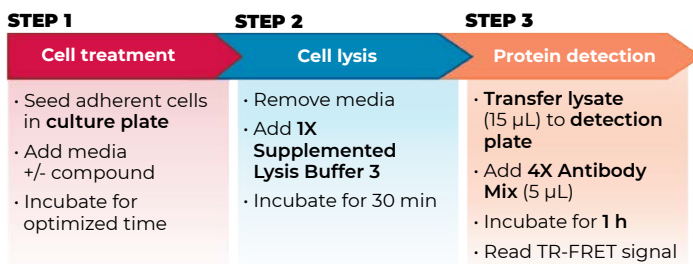 STEP 1
Cell treatment
· Seed adherent cells
in culture plate
· Add media
+/- compound
· Incubate for
optimized time
STEP 2
Cell lysis
· Remove media
· Add 1X
Supplemented
Lysis Buffer 3
· Incubate for 30 min
STEP 3
Protein detection
· Transfer lysate
(15 µL) to detection
plate
· Add 4X Antibody
Mix (5 µL)
· Incubate for 1 h
· Read TR-FRET signal